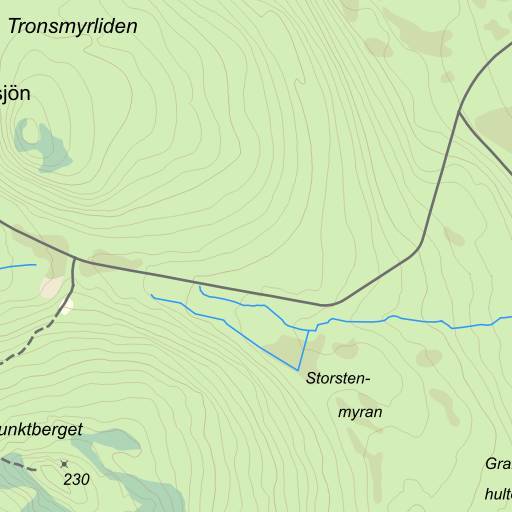 Tronsmyrliden
sjön
Storsten-
myran
unktberget
230
Gra
hult